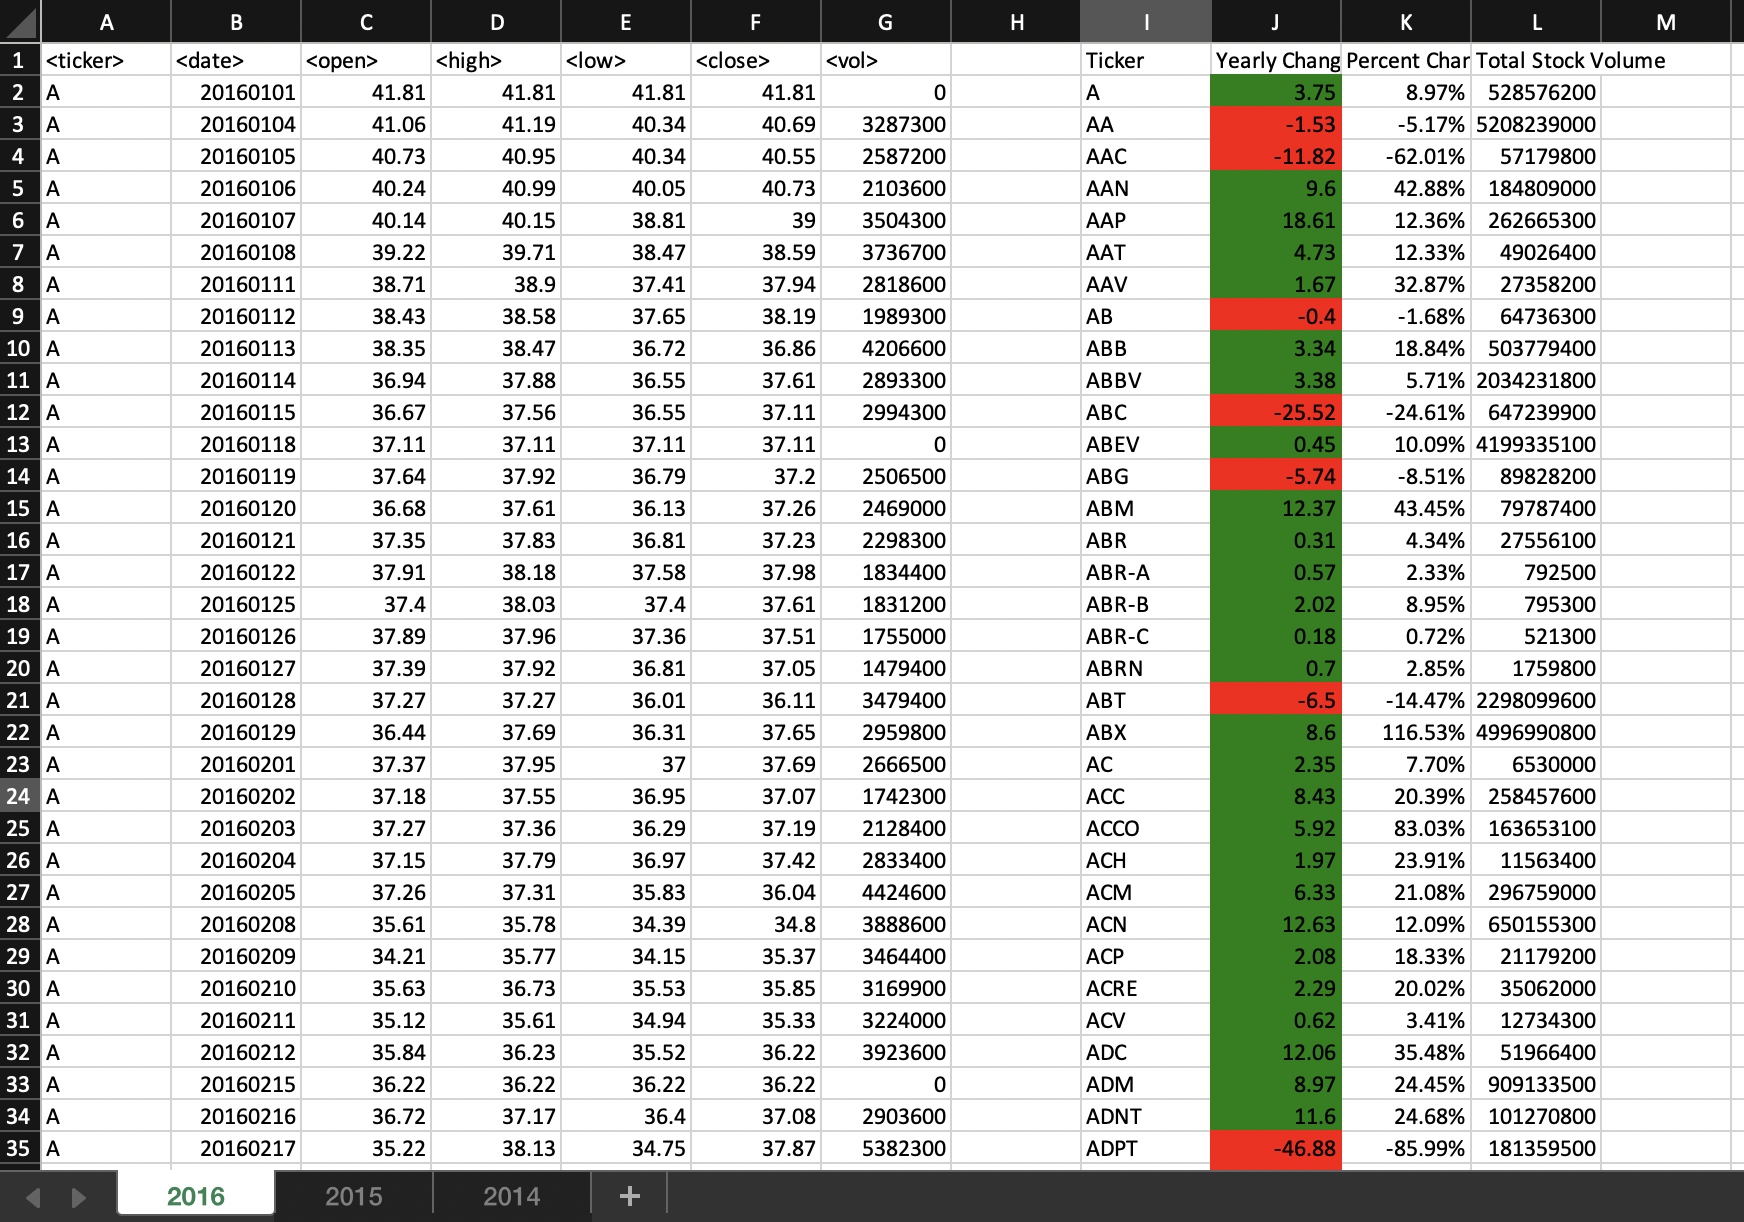 A B C D E F G H I J K L M
1 <ticker> <date> <open> <high> <low> <close> <vol> Ticker Yearly Chang Percent Char Total Stock Volume
2 A 20160101 41.81 41.81 41.81 41.81 0 A 3.75 8.97% 528576200
3 A 20160104 41.06 41.19 40.34 40.69 3287300 AA -1.53 -5.17% 5208239000
4 A 20160105 40.73 40.95 40.34 40.55 2587200 AAC -11.82 -62.01% 57179800
5 A 20160106 40.24 40.99 40.05 40.73 2103600 AAN 9.6 42.88% 184809000
6 A 20160107 40.14 40.15 38.81 39 3504300 AAP 18.61 12.36% 262665300
7 A 20160108 39.22 39.71 38.47 38.59 3736700 AAT 4.73 12.33% 49026400
8 A 20160111 38.71 38.9 37.41 37.94 2818600 AAV 1.67 32.87% 27358200
9 A 20160112 38.43 38.58 37.65 38.19 1989300 AB -0.4 -1.68% 64736300
10 A 20160113 38.35 38.47 36.72 36.86 4206600 ABB 3.34 18.84% 503779400
11 A 20160114 36.94 37.88 36.55 37.61 2893300 ABBV 3.38 5.71% 2034231800
12 A 20160115 36.67 37.56 36.55 37.11 2994300 ABC -25.52 -24.61% 647239900
13 A 20160118 37.11 37.11 37.11 37.11 0 ABEV 0.45 10.09% 4199335100
14 A 20160119 37.64 37.92 36.79 37.2 2506500 ABG -5.74 -8.51% 89828200
15 A 20160120 36.68 37.61 36.13 37.26 2469000 ABM 12.37 43.45% 79787400
16 A 20160121 37.35 37.83 36.81 37.23 2298300 ABR 0.31 4.34% 27556100
17 A 20160122 37.91 38.18 37.58 37.98 1834400 ABR-A 0.57 2.33% 792500
18 A 20160125 37.4 38.03 37.4 37.61 1831200 ABR-B 2.02 8.95% 795300
19 A 20160126 37.89 37.96 37.36 37.51 1755000 ABR-C 0.18 0.72% 521300
20 A 20160127 37.39 37.92 36.81 37.05 1479400 ABRN 0.7 2.85% 1759800
21 A 20160128 37.27 37.27 36.01 36.11 3479400 ABT -6.5 -14.47% 2298099600
22 A 20160129 36.44 37.69 36.31 37.65 2959800 ABX 8.6 116.53% 4996990800
23 A 20160201 37.37 37.95 37 37.69 2666500 AC 2.35 7.70% 6530000
24 A 20160202 37.18 37.55 36.95 37.07 1742300 ACC 8.43 20.39% 258457600
25 A 20160203 37.27 37.36 36.29 37.19 2128400 ACCO 5.92 83.03% 163653100
26 A 20160204 37.15 37.79 36.97 37.42 2833400 ACH 1.97 23.91% 11563400
27 A 20160205 37.26 37.31 35.83 36.04 4424600 ACM 6.33 21.08% 296759000
28 A 20160208 35.61 35.78 34.39 34.8 3888600 ACN 12.63 12.09% 650155300
29 A 20160209 34.21 35.77 34.15 35.37 3464400 ACP 2.08 18.33% 21179200
30 A 20160210 35.63 36.73 35.53 35.85 3169900 ACRE 2.29 20.02% 35062000
31 A 20160211 35.12 35.61 34.94 35.33 3224000 ACV 0.62 3.41% 12734300
32 A 20160212 35.84 36.23 35.52 36.22 3923600 ADC 12.06 35.48% 51966400
33 A 20160215 36.22 36.22 36.22 36.22 0 ADM 8.97 24.45% 909133500
34 A 20160216 36.72 37.17 36.4 37.08 2903600 ADNT 11.6 24.68% 101270800
35 A 20160217 35.22 38.13 34.75 37.87 5382300 ADPT -46.88 -85.99% 181359500
2016 2015 2014 +